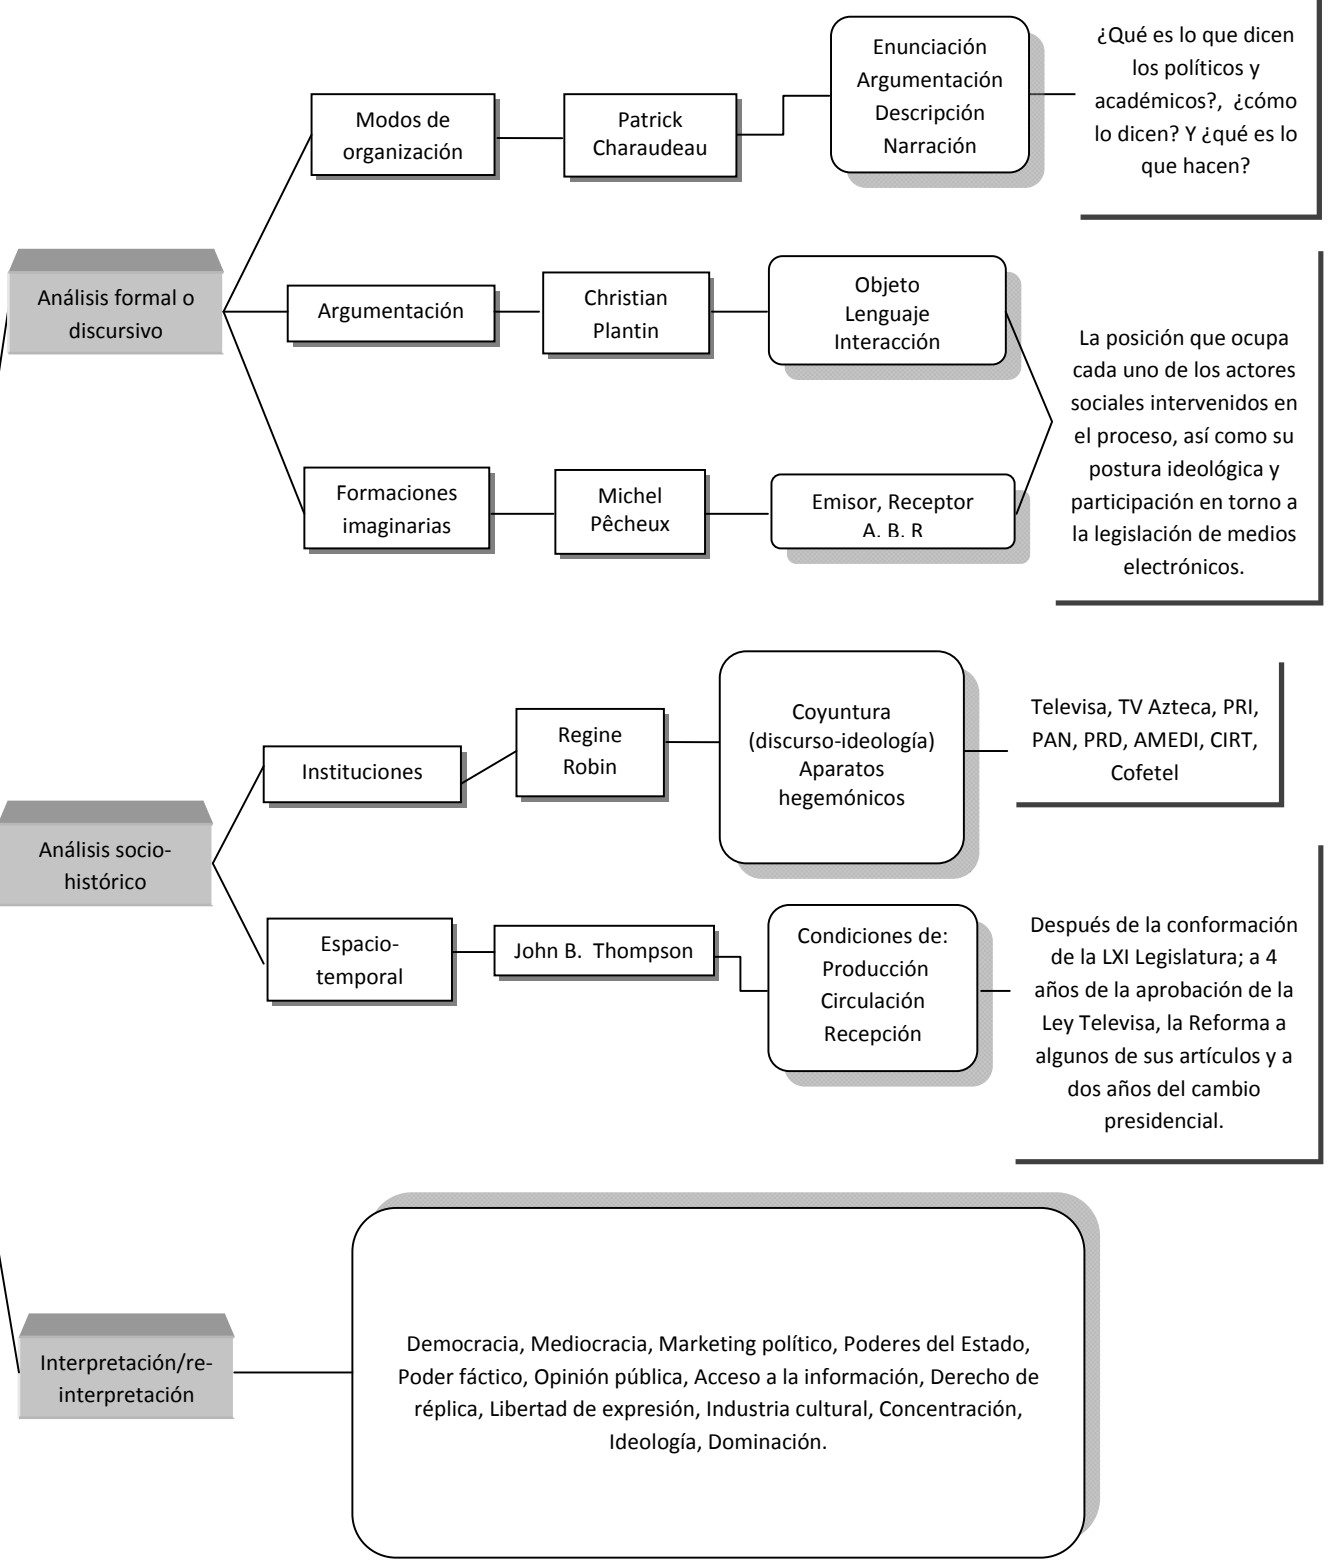 Modos de
organización
Patrick
Charaudeau
Enunciación
Argumentación
Descripción
Narración
¿Qué es lo que dicen
los políticos y
académicos?, ¿cómo
lo dicen? Y ¿qué es lo
que hacen?
Análisis formal o
discursivo
Argumentación
Christian
Plantin
Objeto
Lenguaje
Interacción
La posición que ocupa
cada uno de los actores
sociales intervenidos en
el proceso, así como su
postura ideológica y
participación en torno a
la legislación de medios
electrónicos.
Formaciones
imaginarias
Michel
Pêcheux
Emisor, Receptor
A, B, R
Análisis socio-
histórico
Instituciones
Regine
Robin
Coyuntura
(discurso-ideología)
Aparatos
hegemónicos
Televisa, TV Azteca, PRI,
PAN, PRD, AMEDI, CIRT,
Cofetel
Espacio-
temporal
John B.  Thompson
Condiciones de:
Producción
Circulación
Recepción
Después de la conformación
de la LXI Legislatura; a 4
años de la aprobación de la
Ley Televisa, la Reforma a
algunos de sus artículos y a
dos años del cambio
presidencial.
Interpretación/re-
interpretación
Democracia, Mediocracia, Marketing político, Poderes del Estado,
Poder fáctico, Opinión pública, Acceso a la información, Derecho de
réplica, Libertad de expresión, Industria cultural, Concentración,
Ideología, Dominación.